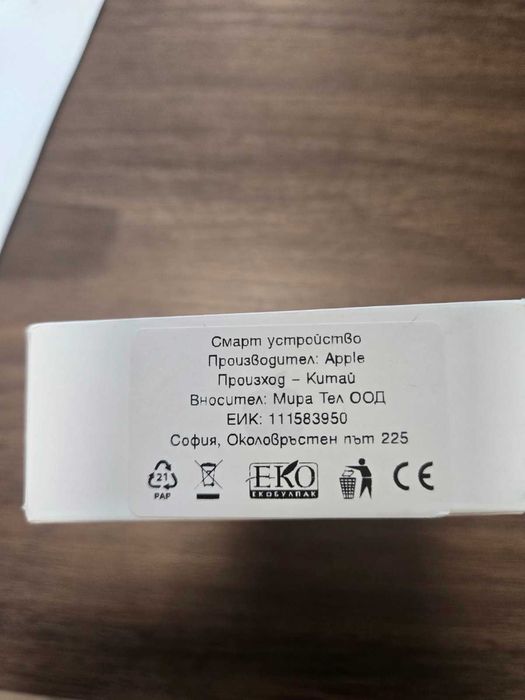 Смарт устройство
Производител: Apple
Произход – Китай
Вносител: Мира Тел ООД
ЕИК: 111583950
София, Околовръстен път 225
21
PAP
ЕКО
ЕКОБУЛПАК
CE